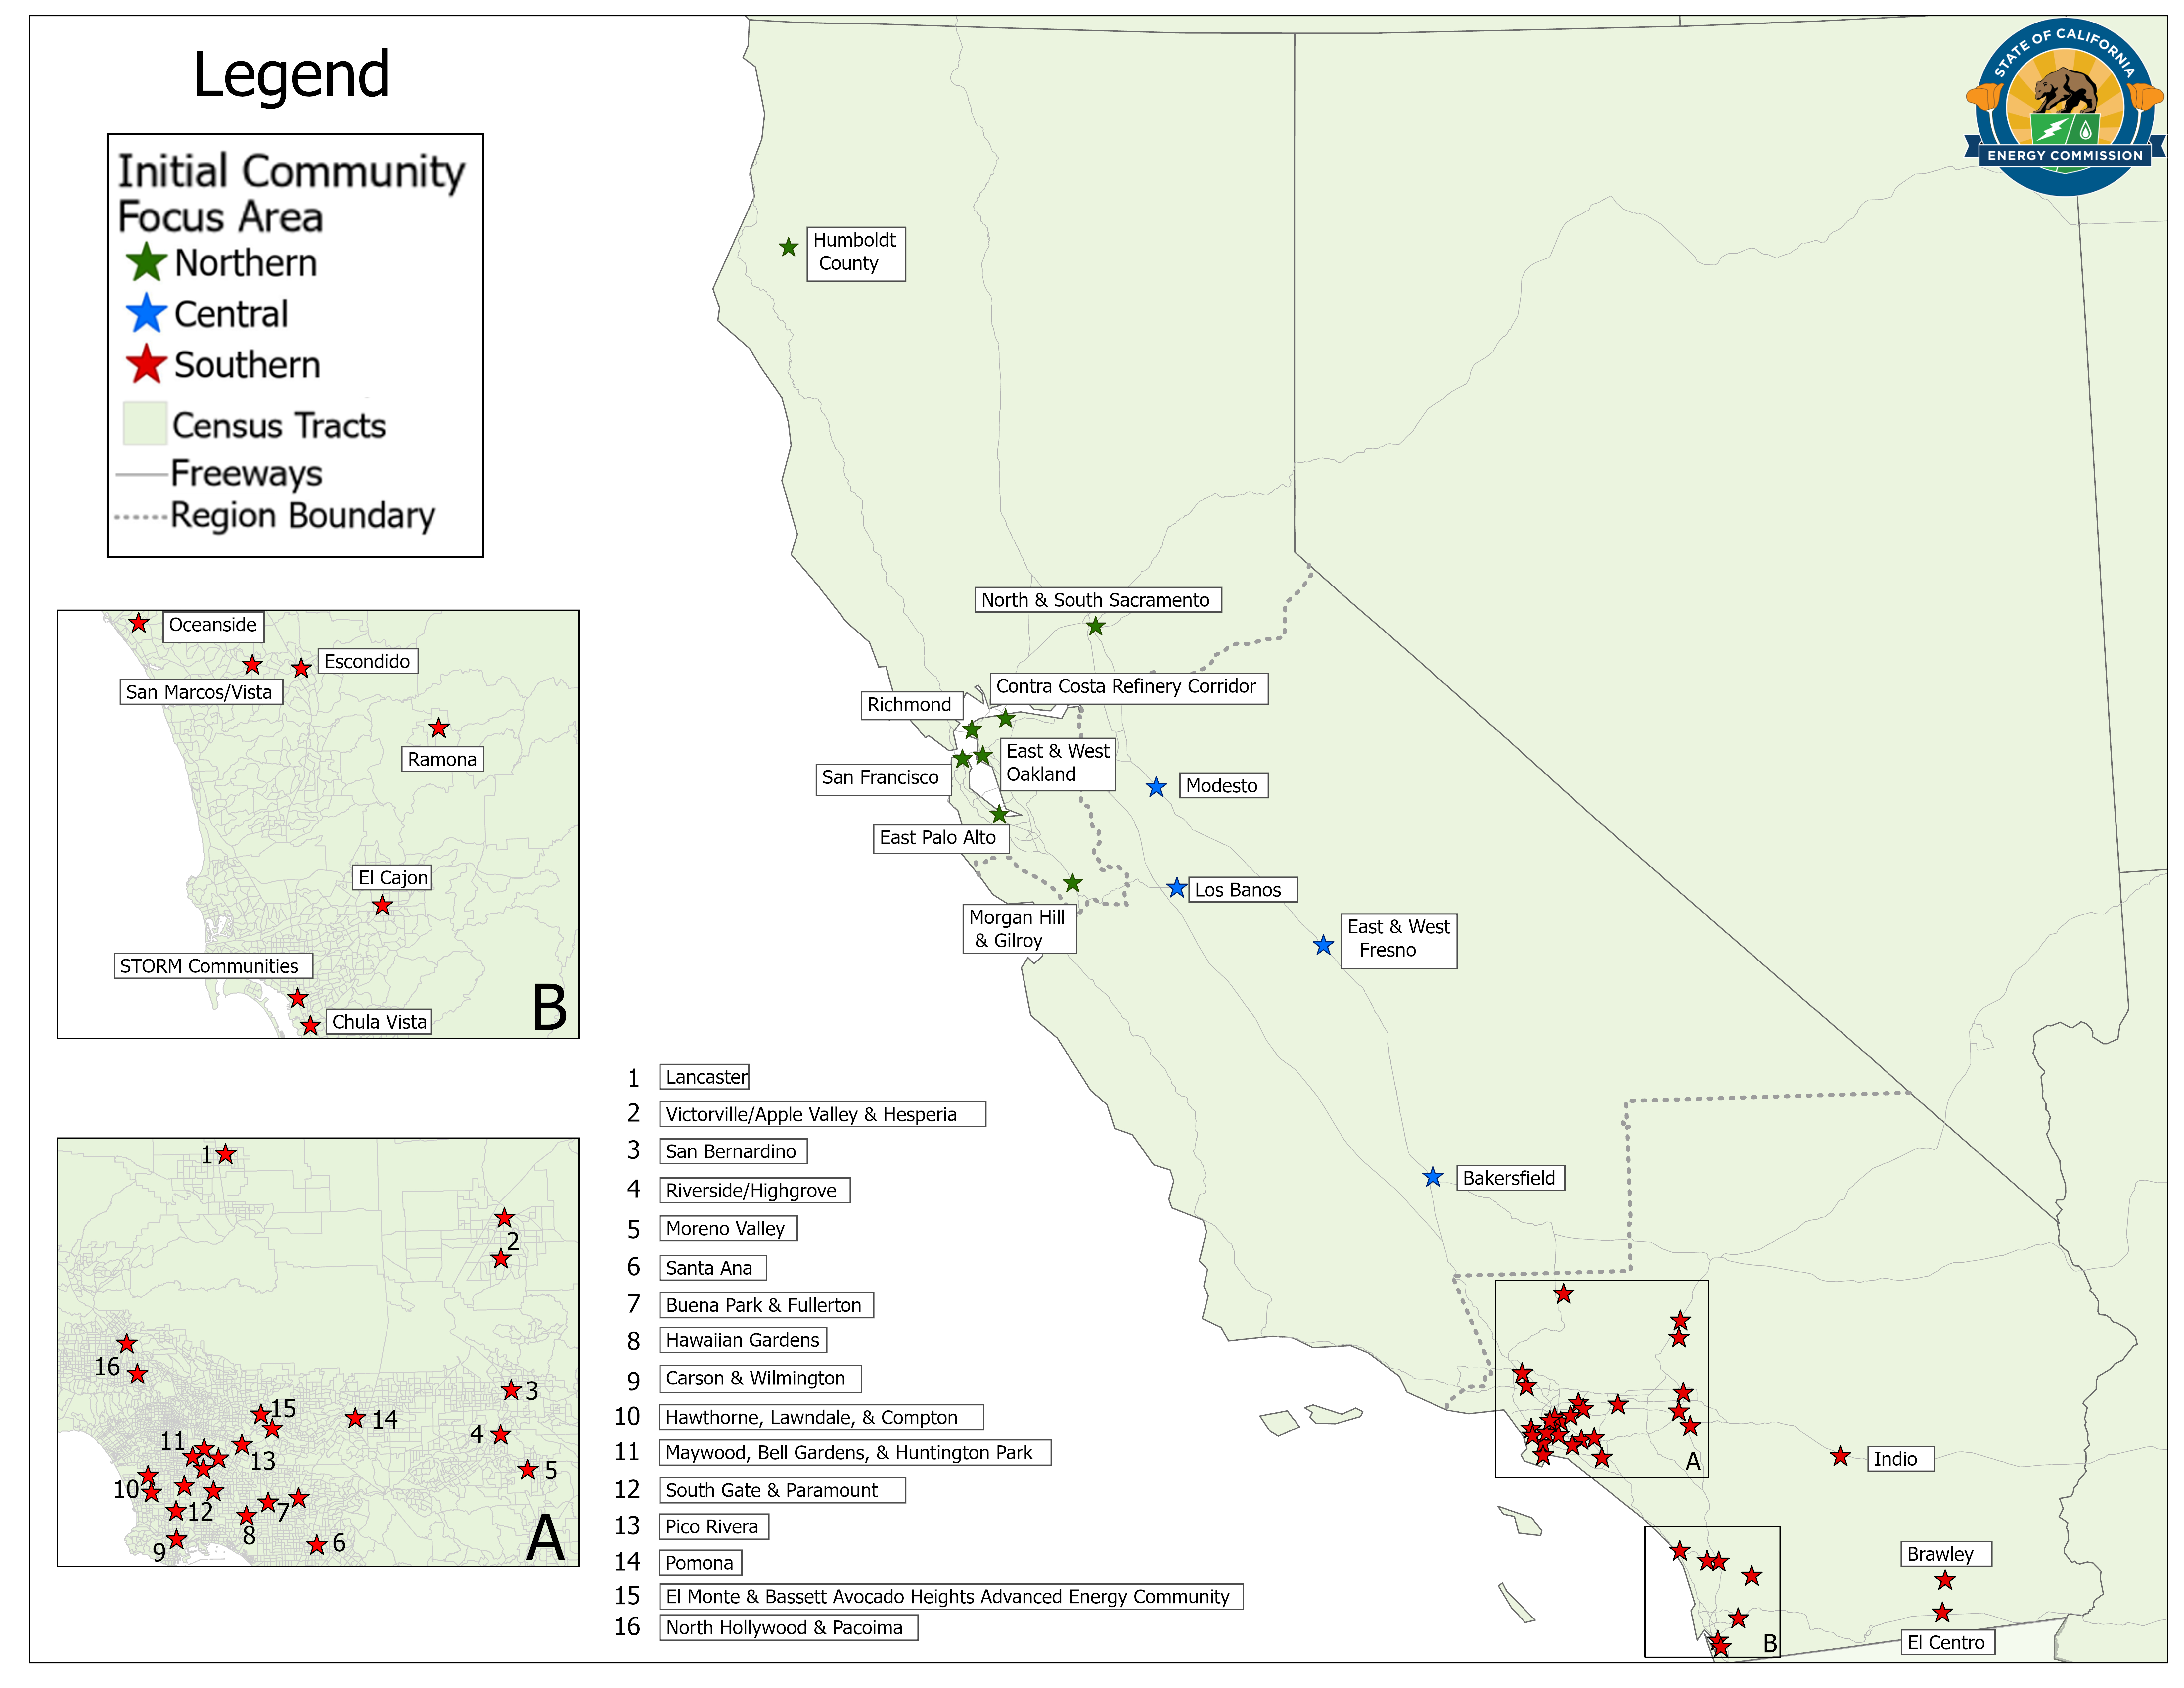 Legend
Initial Community
Focus Area
Northern
Central
Southern
Census Tracts
Freeways
Region Boundary
STATE OF CALIFORNIA
ENERGY COMMISSION
Humboldt
County
North & South Sacramento
Contra Costa Refinery Corridor
Richmond
East & West
Oakland
San Francisco
Modesto
East Palo Alto
Los Banos
Morgan Hill
& Gilroy
East & West
Fresno
Bakersfield
A
Indio
Brawley
El Centro
B
Oceanside
Escondido
San Marcos/Vista
Ramona
El Cajon
STORM Communities
Chula Vista
B
1
2
16
3
15
14
4
11
13
5
10
12
7
8
6
9
A
1 Lancaster
2 Victorville/Apple Valley & Hesperia
3 San Bernardino
4 Riverside/Highgrove
5 Moreno Valley
6 Santa Ana
7 Buena Park & Fullerton
8 Hawaiian Gardens
9 Carson & Wilmington
10 Hawthorne, Lawndale, & Compton
11 Maywood, Bell Gardens, & Huntington Park
12 South Gate & Paramount
13 Pico Rivera
14 Pomona
15 El Monte & Bassett Avocado Heights Advanced Energy Community
16 North Hollywood & Pacoima